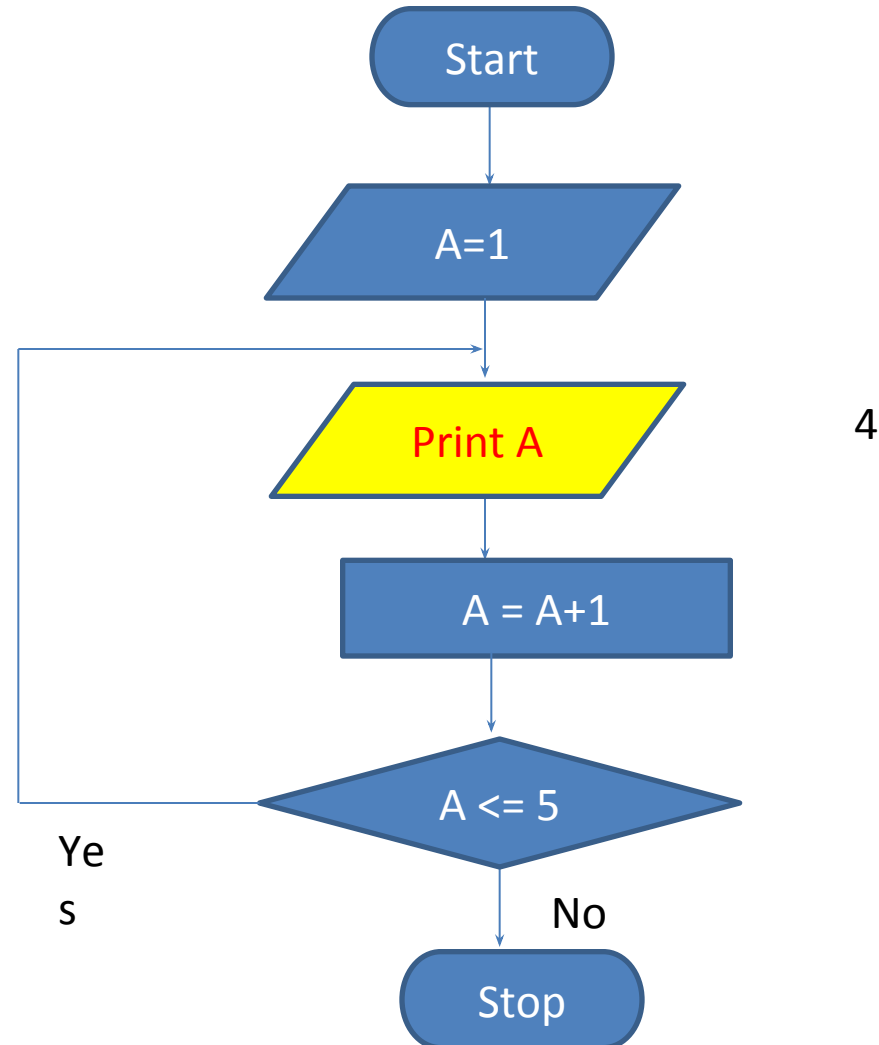 Start
A=1
Print A
4
A = A+1
A <= 5
Ye
s
No
Stop